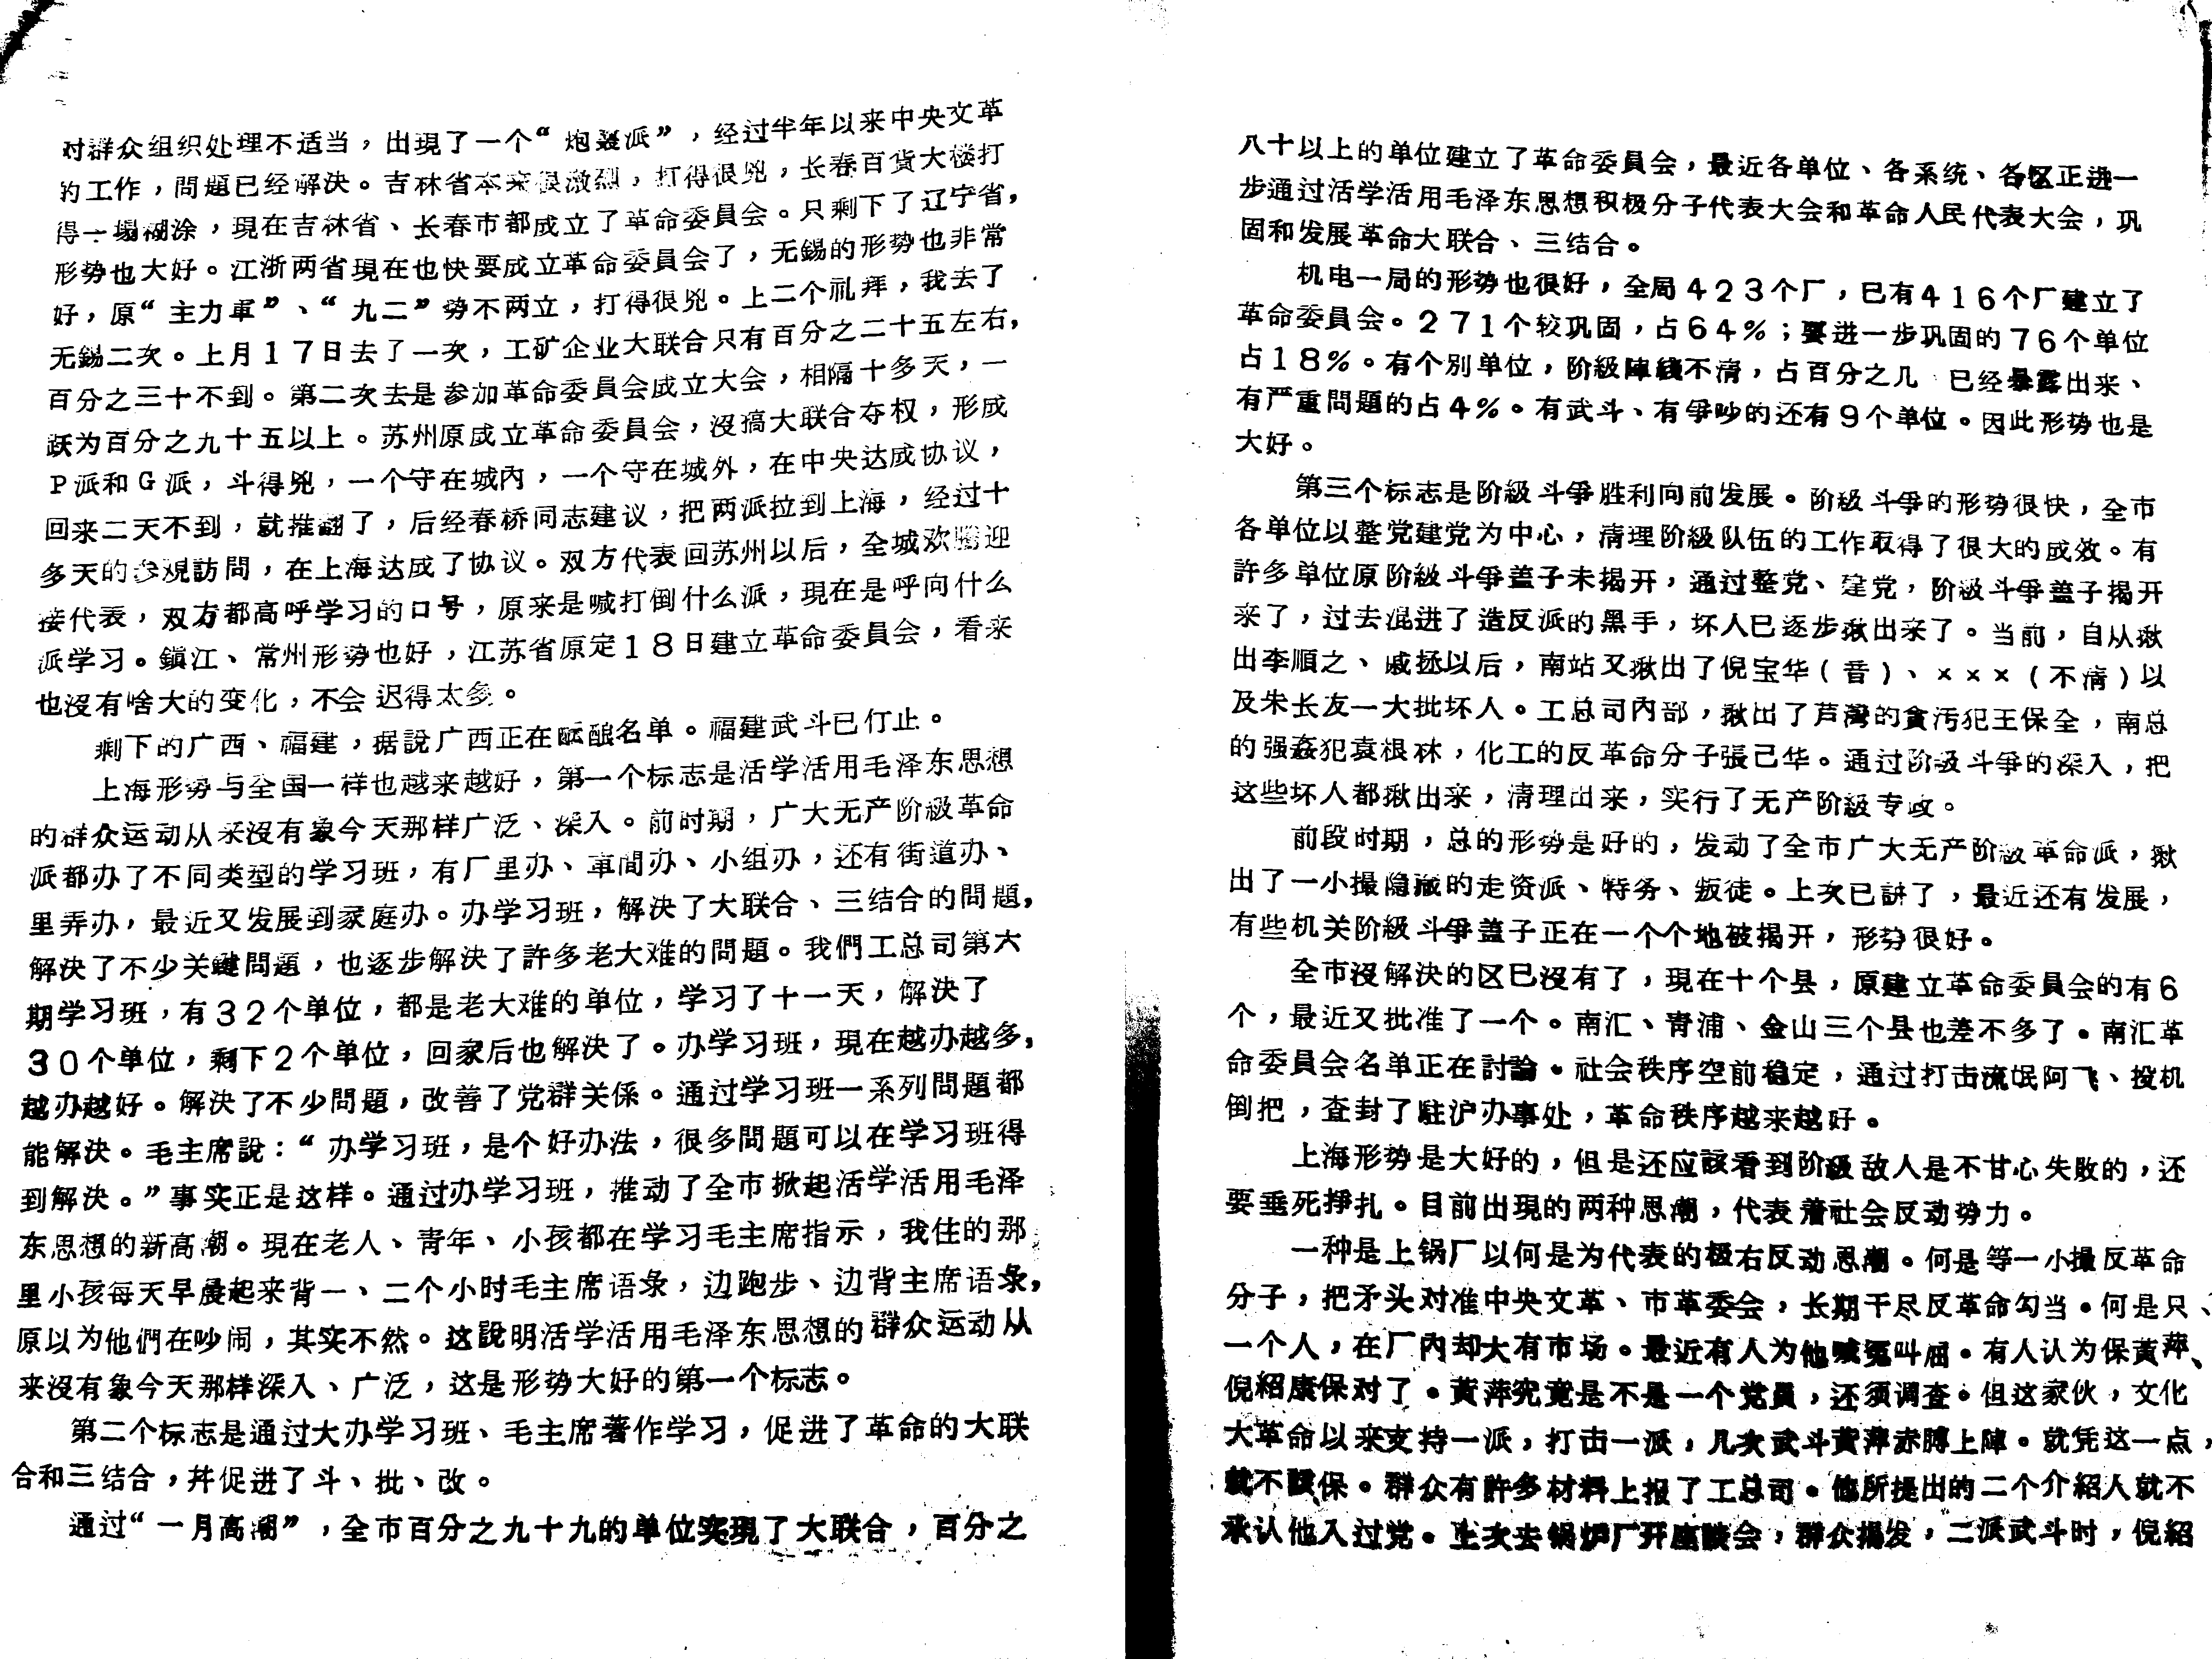 对群众组织处理不适当，出現了一个“炮轰派”，经过半年以来中央文革
的工作，問題已经解决。吉林省本来很激烈，打得很兇，长春百貨大楼打
得一塌糊涂，現在吉林省、长春市都成立了革命委員会。只剩下了辽宁省，
形势也大好。江浙两省現在也快要成立革命委員会了，无錫的形势也非常
好，原“主力軍”、“九二”势不两立，打得很兇。上二个礼拜，我去了
无錫二次。上月17日去了一次，工矿企业大联合只有百分之二十五左右，
百分之三十不到。第二次去是参加革命委員会成立大会，相隔十多天，一
跃为百分之九十五以上。苏州原成立革命委員会，沒搞大联合夺权，形成
P派和G派，斗得兇，一个守在城內，一个守在城外，在中央达成协议，
回来二天不到，就推翻了，后经春桥同志建议，把两派拉到上海，经过十
多天的参观訪問，在上海达成了协议。双方代表回苏州以后，全城欢腾迎
接代表，双方都高呼学习的口号，原来是喊打倒什么派，現在是呼向什么
派学习。鎮江、常州形势也好，江苏省原定18日建立革命委員会，看来
也沒有啥大的变化，不会迟得太多。
剩下的广西、福建，据說广西正在酝酿名单。福建武斗已仃止。
上海形势与全国一样也越来越好，第一个标志是活学活用毛泽东思想
的群众运动从来沒有象今天那样广泛、深入。前时期，广大无产阶級革命
派都办了不同类型的学习班，有厂里办、車間办、小组办，还有街道办、
里弄办，最近又发展到家庭办。办学习班，解决了大联合、三结合的問題，
解决了不少关鍵問題，也逐步解决了許多老大难的問題。我們工总司第六
期学习班，有32个单位，都是老大难的单位，学习了十一天，解决了
30个单位，剩下2个单位，回家后也解决了。办学习班，現在越办越多，
越办越好。解决了不少問題，改善了党群关係。通过学习班一系列問題都
能解决。毛主席說：“办学习班，是个好办法，很多問題可以在学习班得
到解决。”事实正是这样。通过办学习班，推动了全市掀起活学活用毛泽
东思想的新高潮。現在老人、青年、小孩都在学习毛主席指示，我住的那
里小孩每天早晨起来背一、二个小时毛主席语彔，边跑步、边背主席语彔，
原以为他們在吵闹，其实不然。这說明活学活用毛泽东思想的群众运动从
来沒有象今天那样深入、广泛，这是形势大好的第一个标志。
第二个标志是通过大办学习班、毛主席著作学习，促进了革命的大联
合和三结合，幷促进了斗、批、改。
通过“一月高潮”，全市百分之九十九的单位实現了大联合，百分之
八十以上的单位建立了革命委員会，最近各单位、各系统、各区正进一
步通过活学活用毛泽东思想积极分子代表大会和革命人民代表大会，巩
固和发展革命大联合、三结合。
机电一局的形势也很好，全局423个厂，已有416个厂建立了
革命委員会。271个较巩固，占64%；要进一步巩固的76个单位
占18%。有个別单位，阶級陣綫不清，占百分之几 已经暴露出来、
有严重問題的占4%。有武斗、有爭吵的还有9个单位。因此形势也是
大好。
第三个标志是阶級斗爭胜利向前发展。阶級斗爭的形势很快，全市
各单位以整党建党为中心，清理阶級队伍的工作取得了很大的成效。有
許多单位原阶級斗爭盖子未揭开，通过整党、建党，阶級斗爭盖子揭开
来了，过去混进了造反派的黑手，坏人已逐步揪出来了。当前，自从揪
出李順之、戚拯以后，南站又揪出了倪宝华（音）、×××（不清）以
及朱长友一大批坏人。工总司內部，揪出了芦灣的貪汚犯王保全，南总
的强姦犯袁根林，化工的反革命分子張己华。通过阶級斗爭的深入，把
这些坏人都揪出来，清理出来，实行了无产阶級专政。
前段时期，总的形势是好的，发动了全市广大无产阶級革命派，揪
出了一小撮隐蔵的走资派、特务、叛徒。上次已講了，最近还有发展，
有些机关阶級斗爭盖子正在一个个地被揭开，形势很好。
全市沒解决的区已沒有了，現在十个县，原建立革命委員会的有6
个，最近又批准了一个。南汇、青浦、金山三个县也差不多了。南汇革
命委員会名单正在討論。社会秩序空前稳定，通过打击流氓阿飞、投机
倒把，查封了駐沪办事处，革命秩序越来越好。
上海形势是大好的，但是还应該看到阶級敌人是不甘心失敗的，还
要垂死掙扎。目前出現的两种思潮，代表着社会反动势力。
一种是上锅厂以何是为代表的极右反动思潮。何是等一小撮反革命
分子，把矛头对准中央文革、市革委会，长期干尽反革命勾当。何是只、
一个人，在厂內却大有市场。最近有人为他喊冤叫屈。有人认为保黄萍、
倪紹康保对了。黄萍究竟是不是一个党員，还须调查。但这家伙，文化
大革命以来支持一派，打击一派，几次武斗黄萍赤膊上陣。就凭这一点，
就不該保。群众有許多材料上报了工总司。他所提出的二个介紹人就不
承认他入过党。上次去锅炉厂开座談会，群众揭发，二派武斗时，倪紹